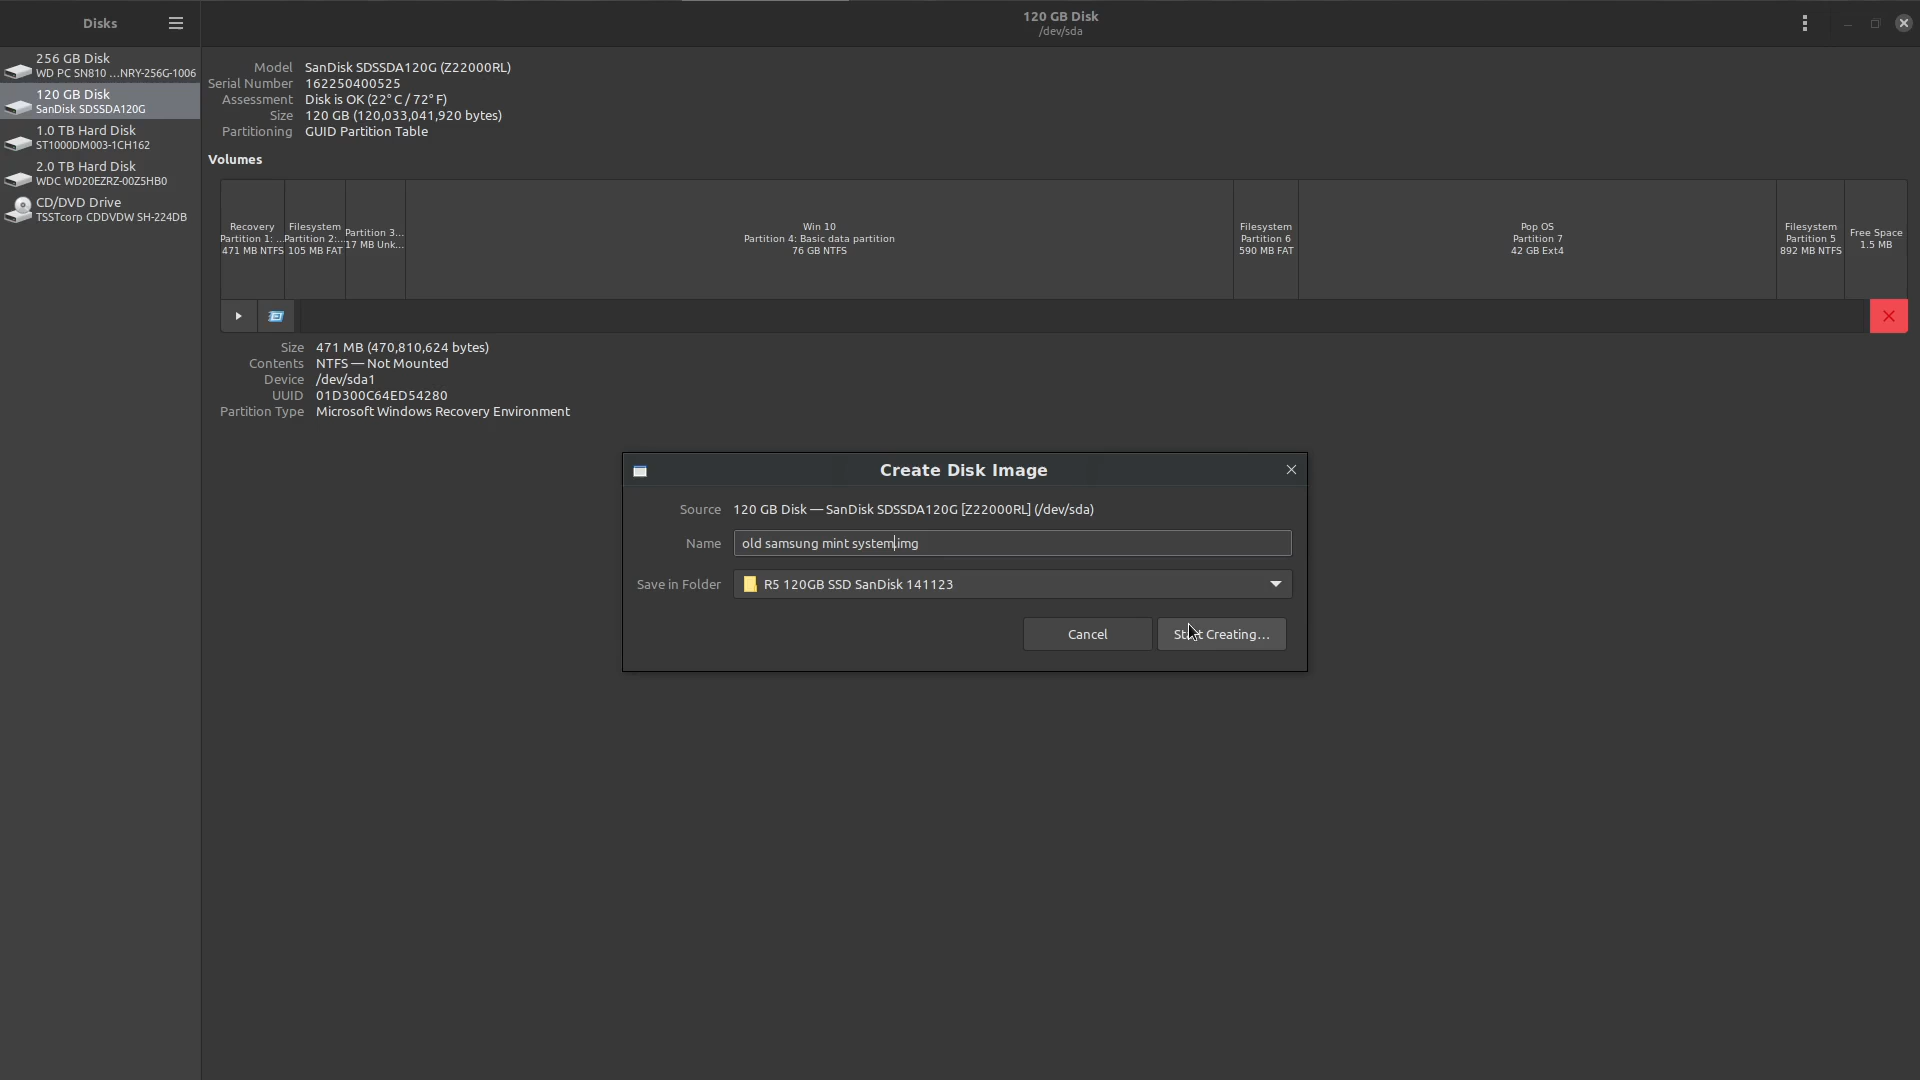 Disks
120 GB Disk
/dev/sda
256 GB Disk
WD PC SN810 ...NRY-256G-1006
120 GB Disk
SanDisk SDSSDA120G
1.0 TB Hard Disk
ST1000DM003-1CH162
2.0 TB Hard Disk
WDC WD20EZRZ-00Z5HB0
CD/DVD Drive
TSSTcorp CDDVDW SH-224DB
Model SanDisk SDSSDA120G (Z22000RL)
Serial Number 162250400525
Assessment Disk is OK (22° C / 72° F)
Size 120 GB (120,033,041,920 bytes)
Partitioning GUID Partition Table
Volumes
Recovery
Partition 1: ...
471 MB NTFS
Filesystem
Partition 2:...
105 MB FAT
Partition 3...
17 MB Unk...
Win 10
Partition 4: Basic data partition
76 GB NTFS
Filesystem
Partition 6
590 MB FAT
Pop OS
Partition 7
42 GB Ext4
Filesystem
Partition 5
892 MB NTFS
Free Space
1.5 MB
Size 471 MB (470,810,624 bytes)
Contents NTFS — Not Mounted
Device /dev/sda1
UUID 01D300C64ED54280
Partition Type Microsoft Windows Recovery Environment
Create Disk Image
Source 120 GB Disk — SanDisk SDSSDA120G [Z22000RL] (/dev/sda)
Name old samsung mint system.img
Save in Folder R5 120GB SSD SanDisk 141123
Cancel
Start Creating...